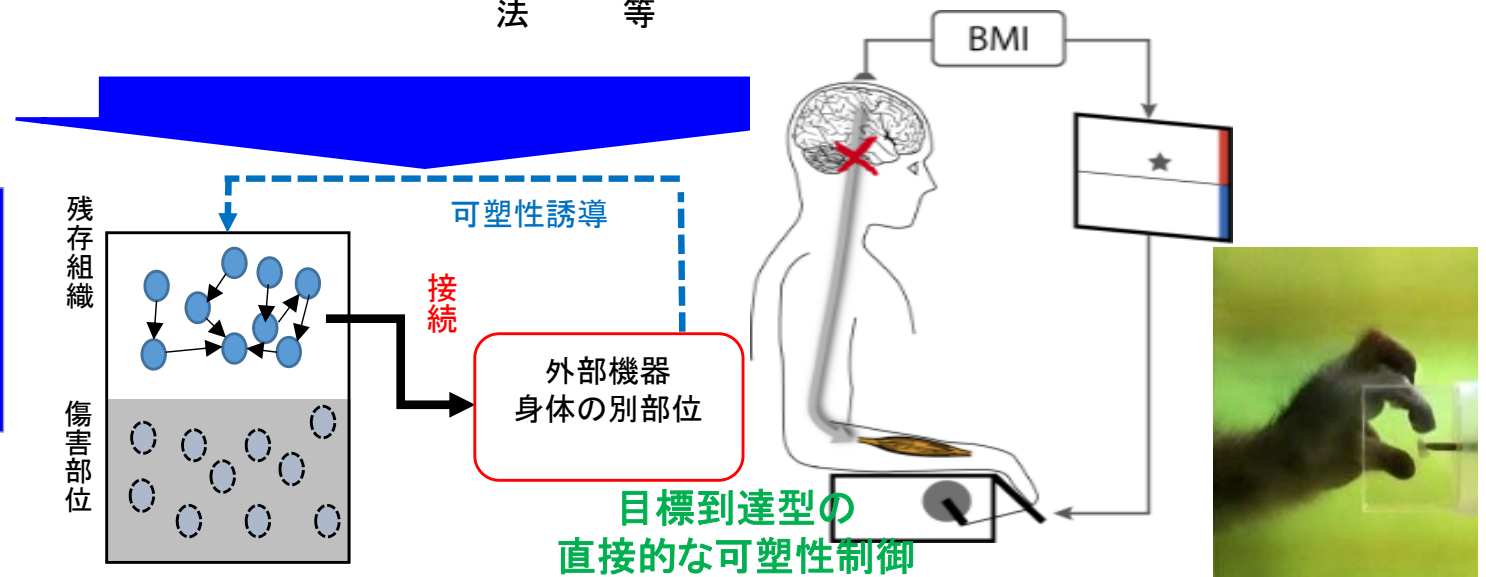 法　　等
BMI
可塑性誘導
残存組織
接続
外部機器
身体の別部位
傷害部位
目標到達型の
直接的な可塑性制御